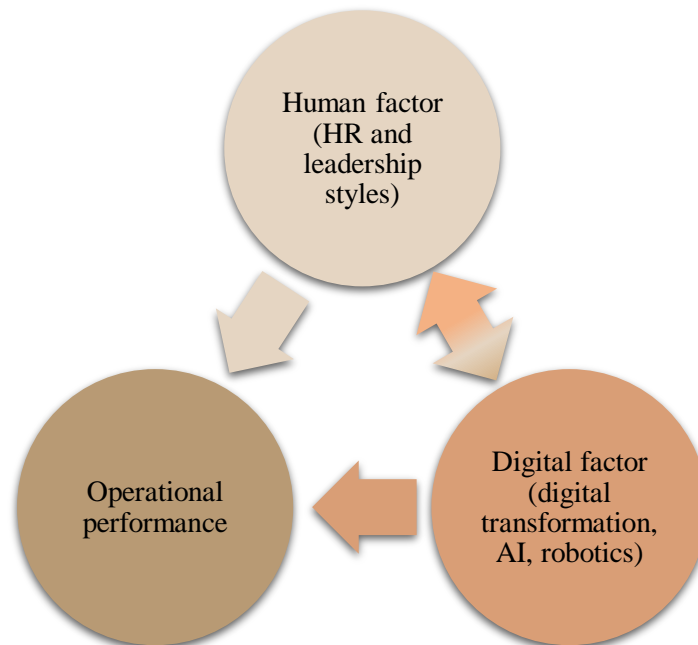 Human factor
(HR and
leadership
styles)
Operational
performance
Digital factor
(digital
transformation,
AI, robotics)